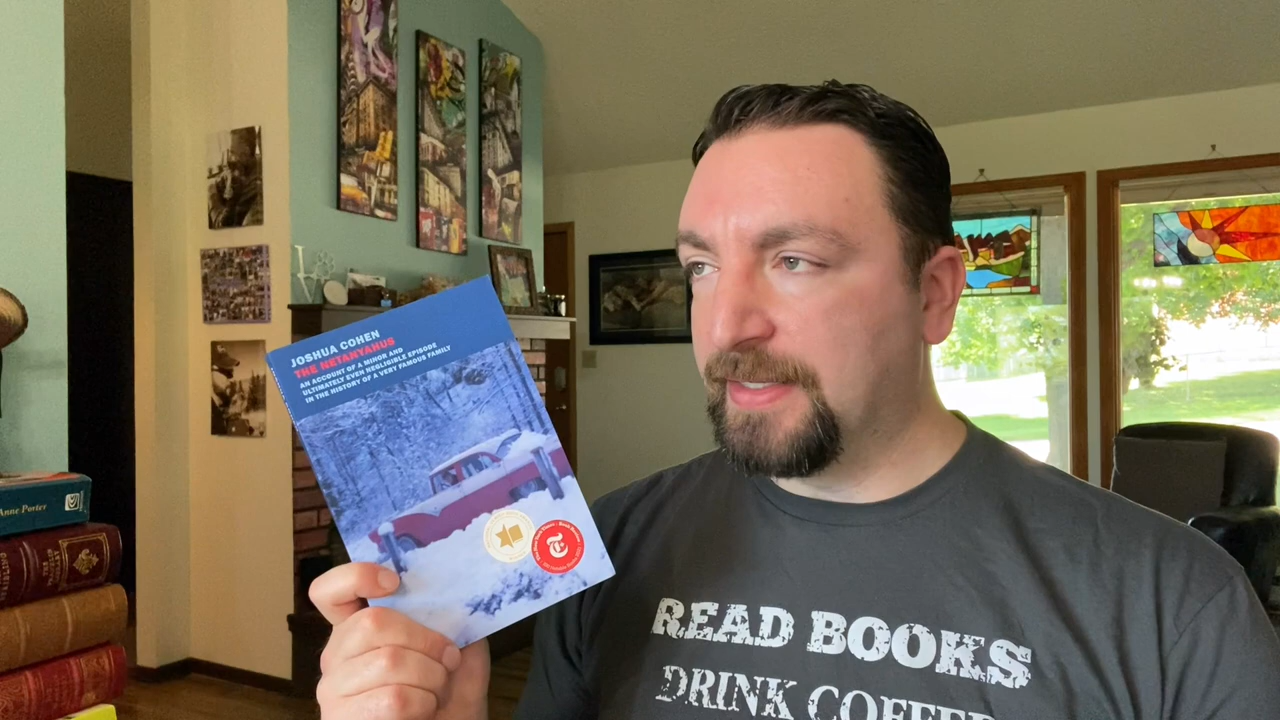 JOSHUA COHEN
THE NETANYAHUS
AN ACCOUNT OF A MINOR AND
ULTIMATELY EVEN NEGLIGIBLE EPISODE
IN THE HISTORY OF A VERY FAMOUS FAMILY
Anne Porter
READ BOOKS
DRINK COFFEE